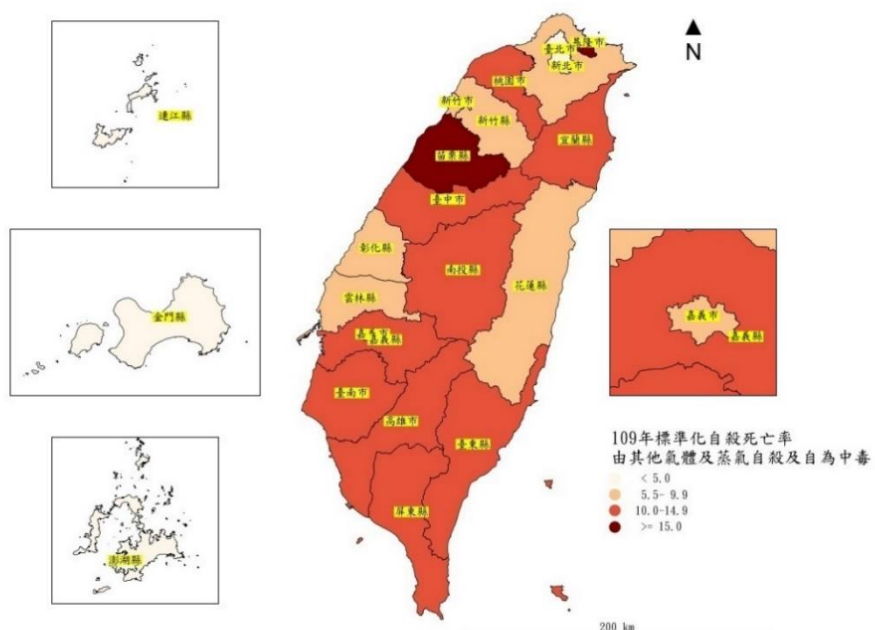 N
連江縣
基隆市
臺北市
新北市
桃園市
新竹市
新竹縣
宜蘭縣
苗栗縣
臺中市
彰化縣
南投縣
花蓮縣
雲林縣
金門縣
嘉義市
嘉義縣
嘉義市
嘉義縣
臺南市
高雄市
臺東縣
屏東縣
澎湖縣
109年標準化自殺死亡率
由其他氣體及蒸氣自殺及自為中毒
< 5.0
5.5- 9.9
10.0-14.9
>= 15.0
200 km